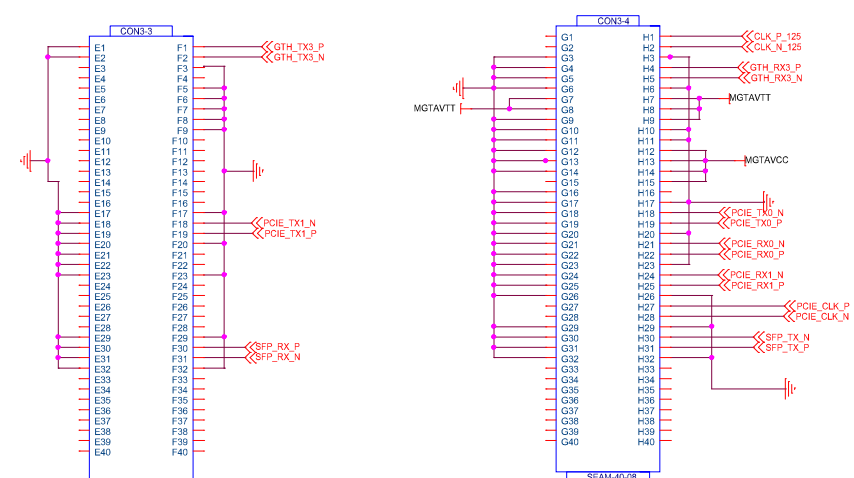 CON3-3
E1 F1 GTH_TX3_P
E2 F2 GTH_TX3_N
E3 F3
E4 F4
E5 F5
E6 F6
E7 F7
E8 F8
E9 F9
E10 F10
E11 F11
E12 F12
E13 F13
E14 F14
E15 F15
E16 F16
E17 F17
E18 F18 PCIE_TX1_N
E19 F19 PCIE_TX1_P
E20 F20
E21 F21
E22 F22
E23 F23
E24 F24
E25 F25
E26 F26
E27 F27
E28 F28
E29 F29
E30 F30 SFP_RX_P
E31 F31 SFP_RX_N
E32 F32
E33 F33
E34 F34
E35 F35
E36 F36
E37 F37
E38 F38
E39 F39
E40 F40
CON3-4
G1 H1 CLK_P_125
G2 H2 CLK_N_125
G3 H3
G4 H4 GTH_RX3_P
G5 H5 GTH_RX3_N
G6 H6
G7 H7 MGTAVTT
MGTAVTT G8 H8
G9 H9
G10 H10
G11 H11
G12 H12
G13 H13 MGTAVCC
G14 H14
G15 H15
G16 H16
G17 H17
G18 H18 PCIE_TX0_N
G19 H19 PCIE_TX0_P
G20 H20
G21 H21 PCIE_RX0_N
G22 H22 PCIE_RX0_P
G23 H23
G24 H24 PCIE_RX1_N
G25 H25 PCIE_RX1_P
G26 H26
G27 H27 PCIE_CLK_P
G28 H28 PCIE_CLK_N
G29 H29
G30 H30 SFP_TX_N
G31 H31 SFP_TX_P
G32 H32
G33 H33
G34 H34
G35 H35
G36 H36
G37 H37
G38 H38
G39 H39
G40 H40
SEAM-40-08